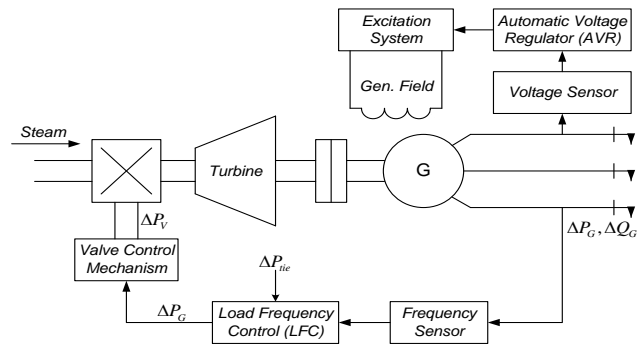 Excitation
System
Automatic Voltage
Regulator (AVR)
Gen. Field
Voltage Sensor
Steam
Turbine
G
ΔP_V
ΔP_G, ΔQ_G
Valve Control
Mechanism
ΔP_tie
ΔP_G
Load Frequency
Control (LFC)
Frequency
Sensor